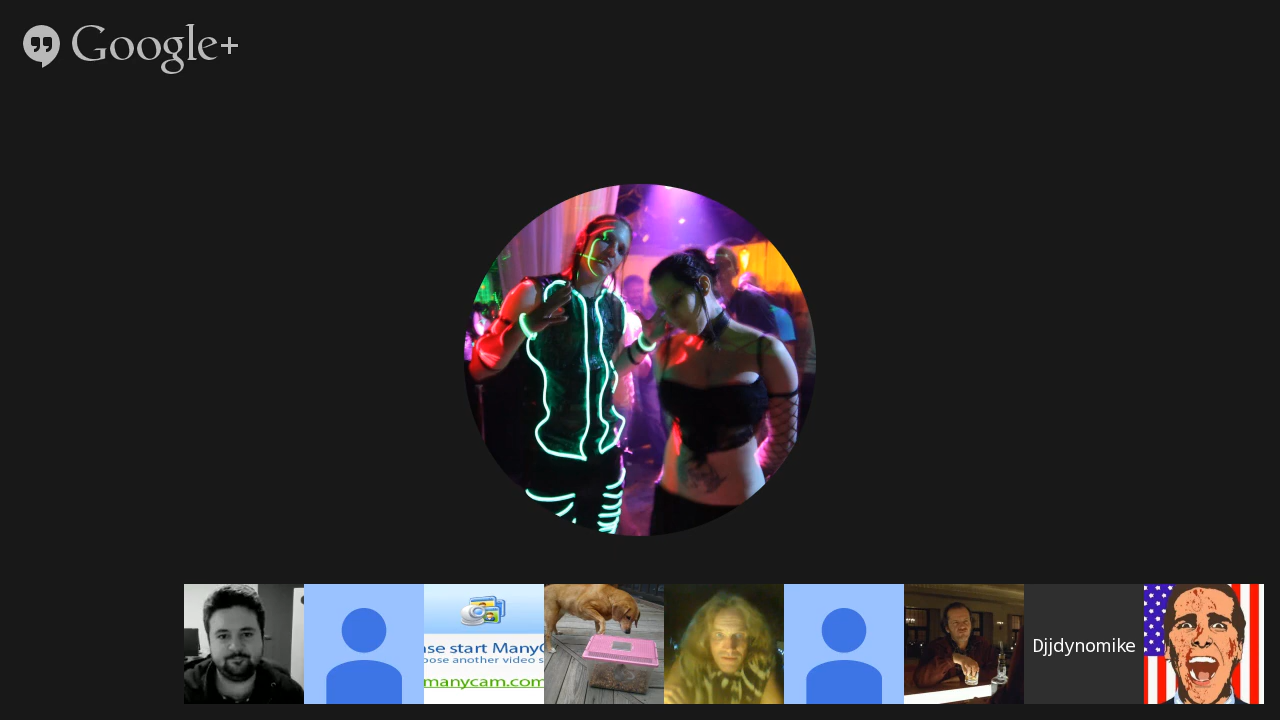 Google+
ase start ManyC
oose another video s
manycam.com
Djjdynomike